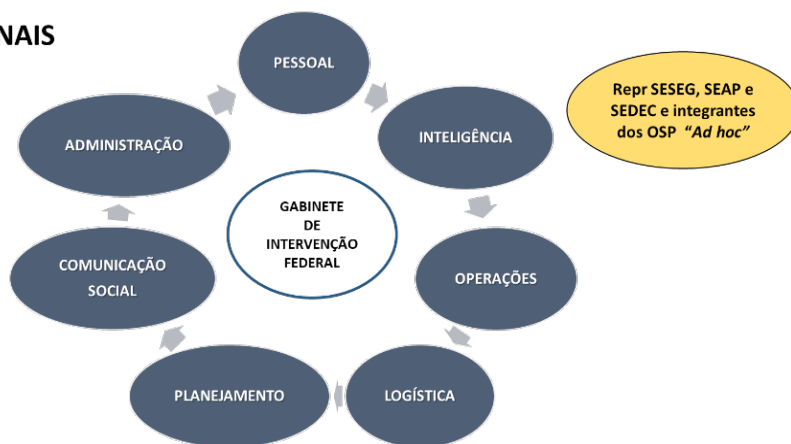 NAIS
PESSOAL
INTELIGÊNCIA
Repr SESEG, SEAP e
SEDEC e integrantes
dos OSP “Ad hoc”
ADMINISTRAÇÃO
GABINETE
DE
INTERVENÇÃO
FEDERAL
OPERAÇÕES
COMUNICAÇÃO
SOCIAL
PLANEJAMENTO
LOGÍSTICA